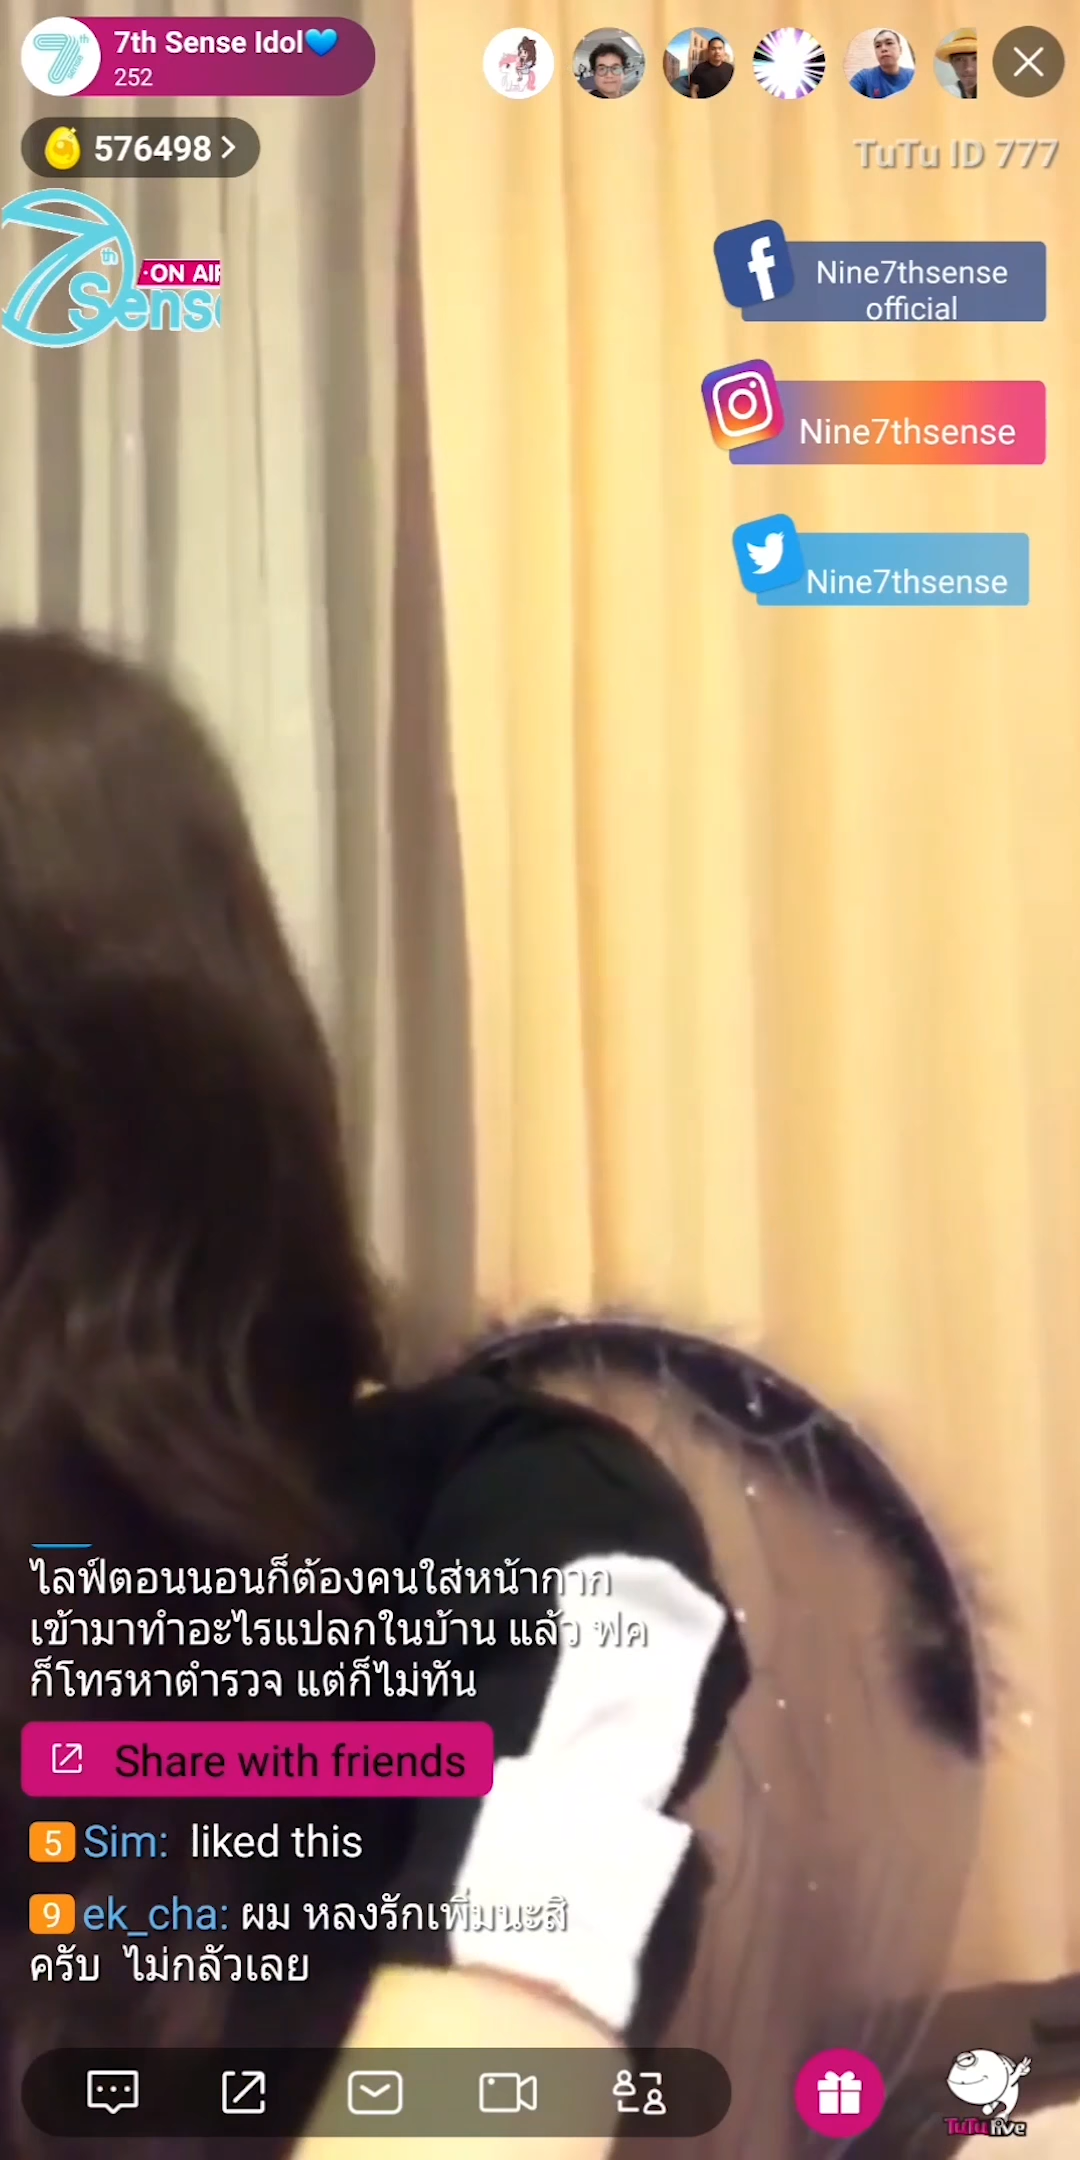 7th Sense Idol💙
252
576498
TuTu ID 777
7th
Sense
ON AIR
Nine7thsense
official
Nine7thsense
Nine7thsense
ไลฟ์ตอนนอนก็ต้องคนใส่หน้ากาก
เข้ามาทำอะไรแปลกในบ้าน แล้ว ฟค
ก็โทรหาตำรวจ แต่ก็ไม่ทัน
Share with friends
5 Sim: liked this
9 ek_cha: ผม หลงรักเพิ่มนะสิ
ครับ ไม่กลัวเลย
TuTu live